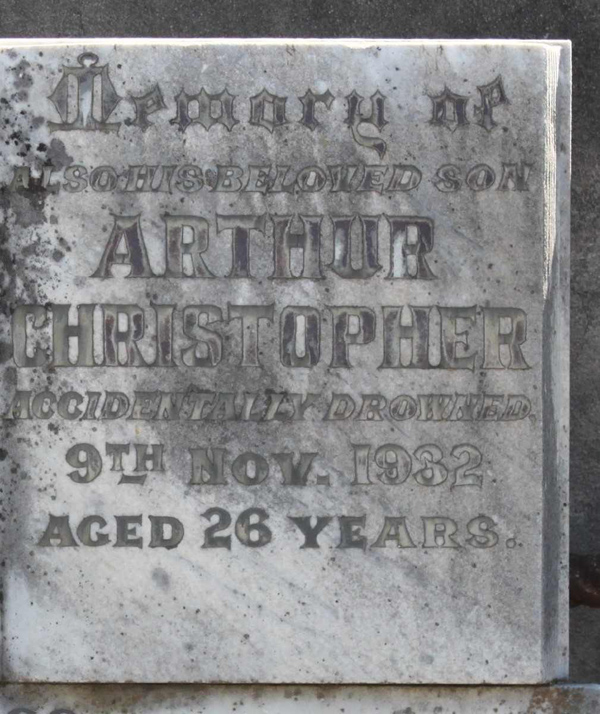 Memory of
ALSO HIS BELOVED SON
ARTHUR
CHRISTOPHER
ACCIDENTALLY DROWNED.
9TH NOV. 1932
AGED 26 YEARS.